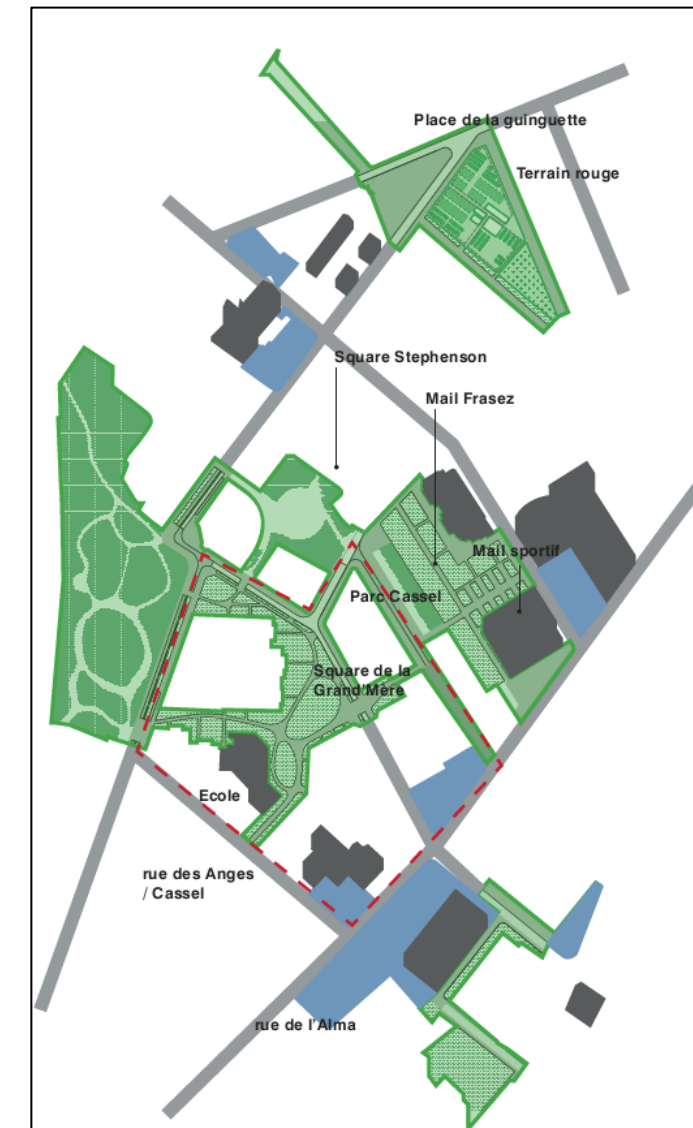 Place de la guinguette
Terrain rouge
Square Stephenson
Mail Frasez
Mail sportif
Parc Cassel
Square de la
Grand'Mère
Ecole
rue des Anges
/ Cassel
rue de l'Alma